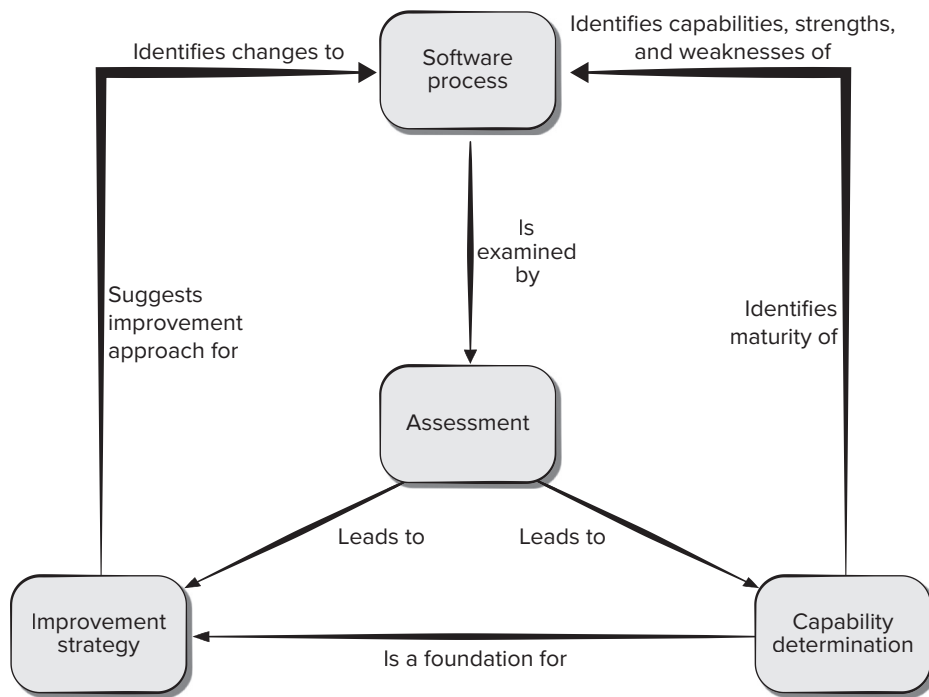 Identifies changes to
Software
process
Identifies capabilities, strengths,
and weaknesses of
Is
examined
by
Suggests
improvement
approach for
Identifies
maturity of
Assessment
Leads to
Leads to
Improvement
strategy
Is a foundation for
Capability
determination